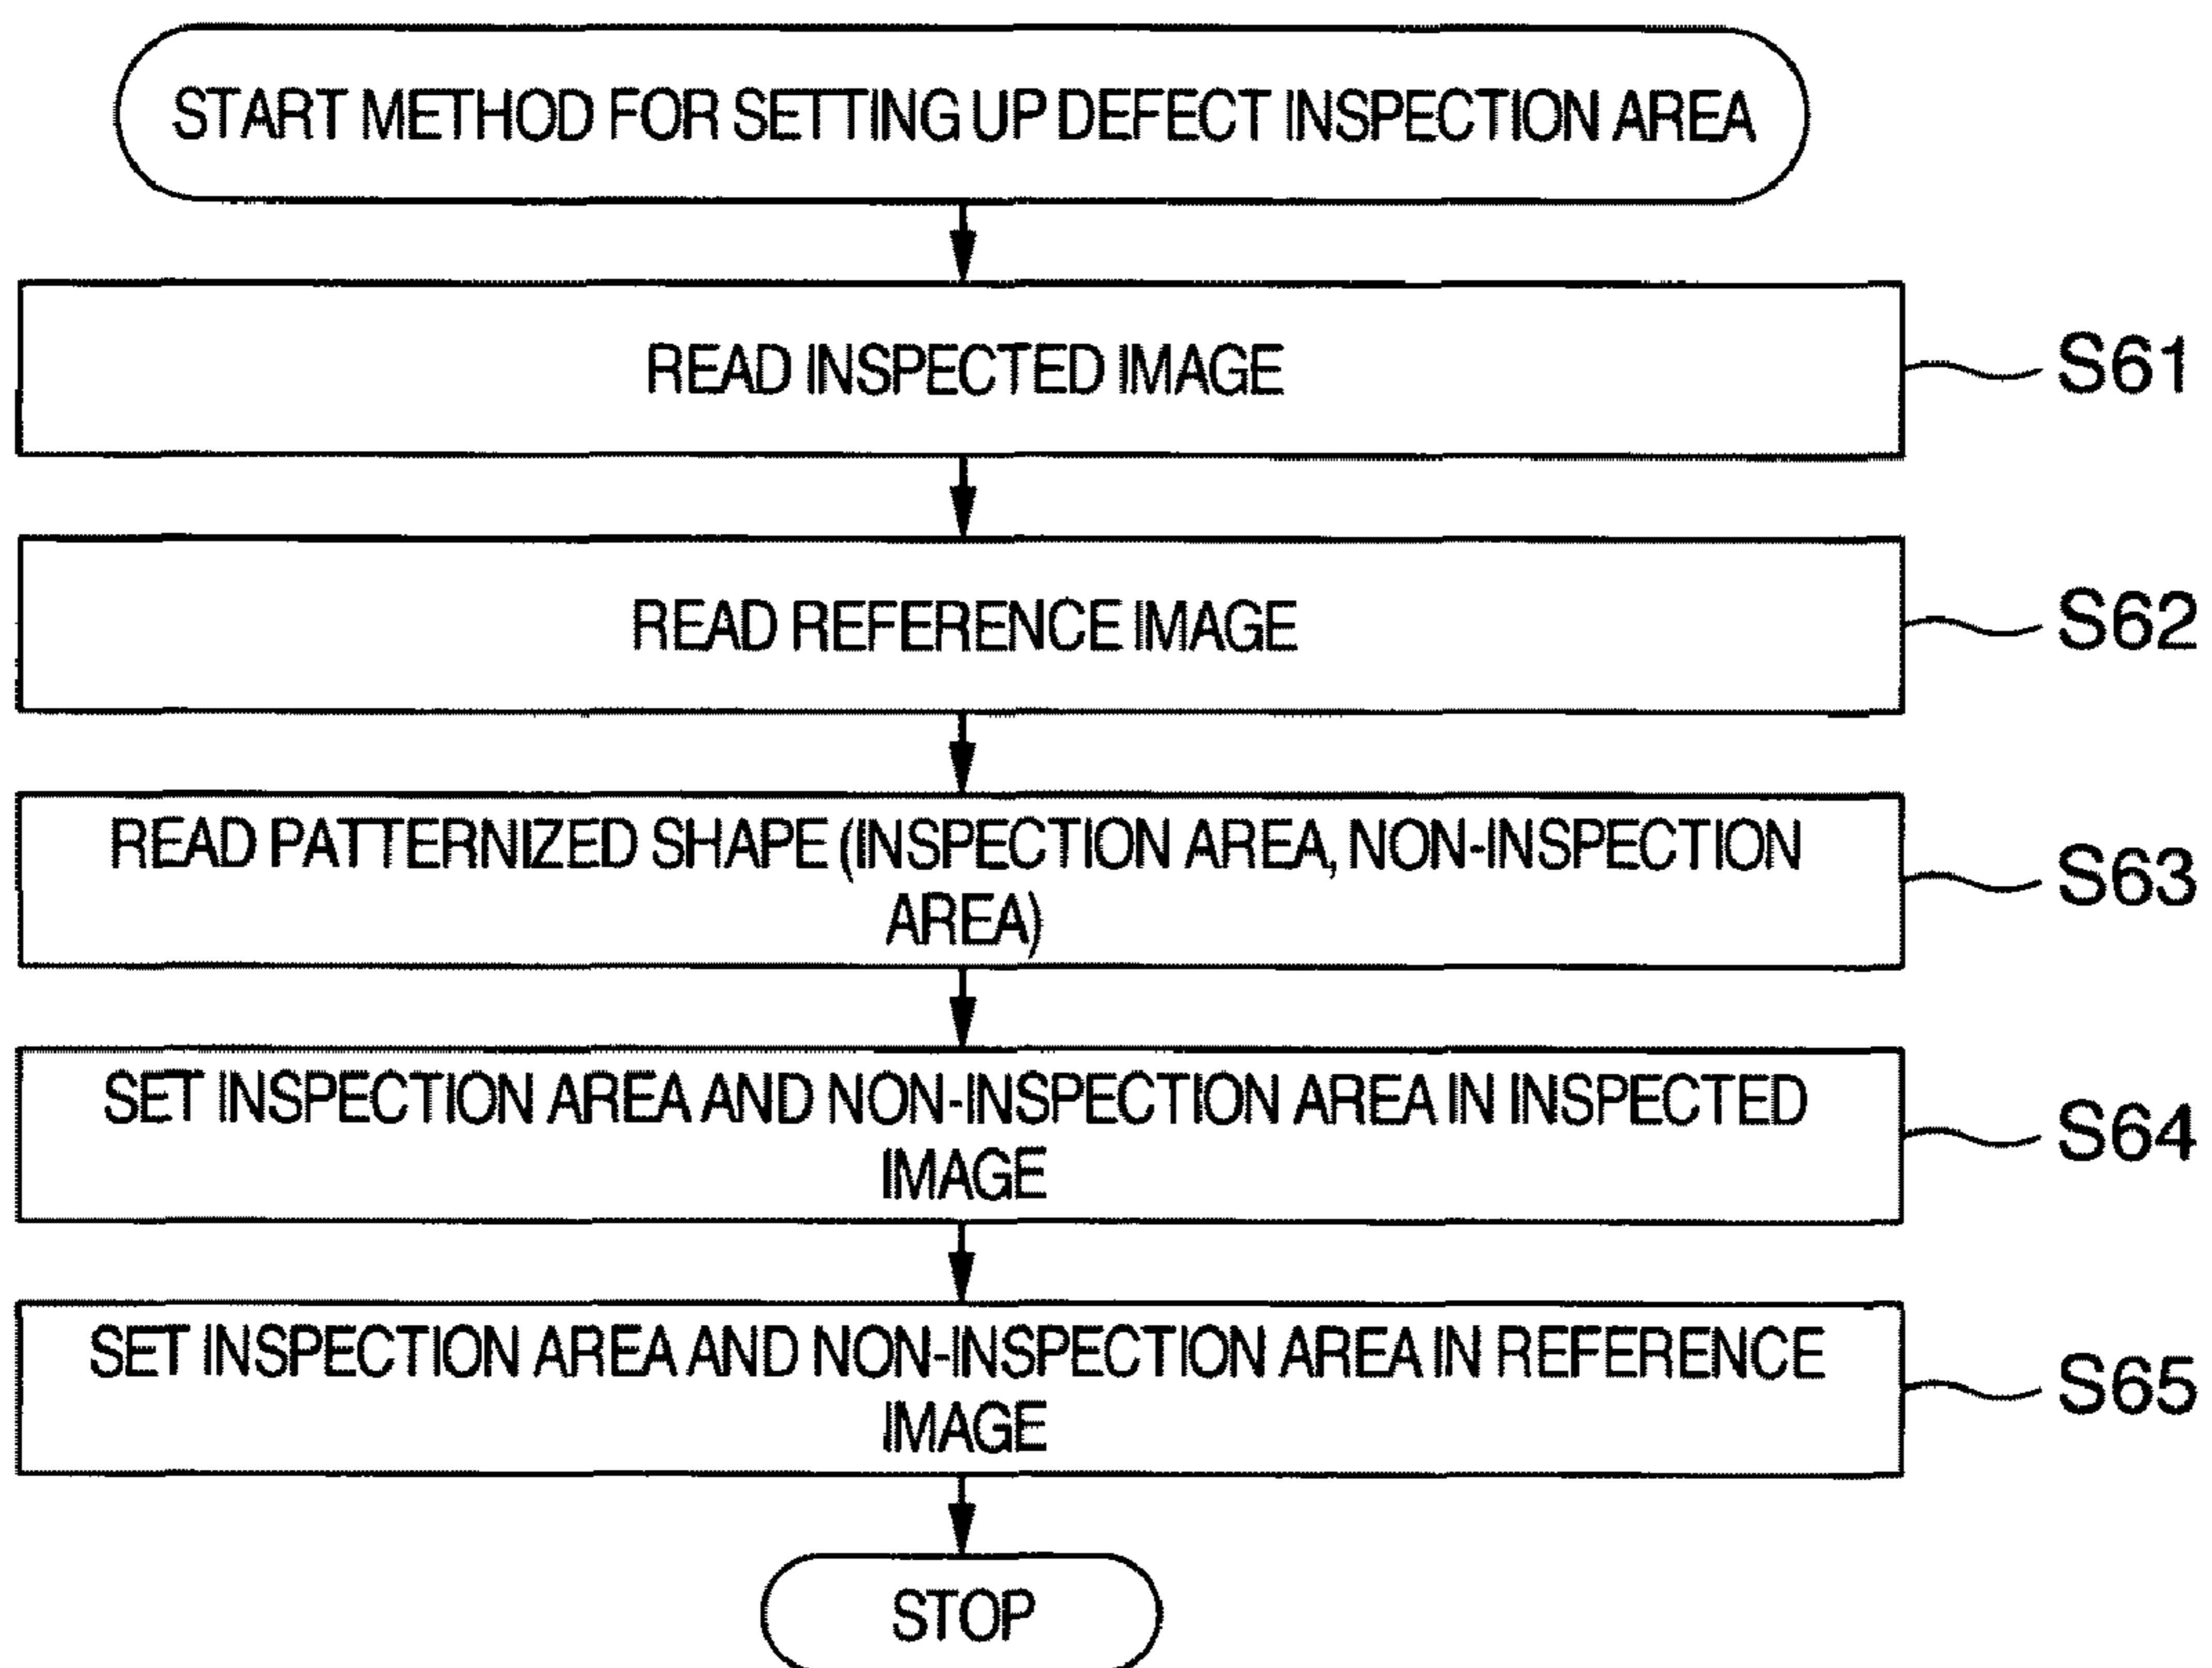 START METHOD FOR SETTING UP DEFECT INSPECTION AREA
READ INSPECTED IMAGE
S61
READ REFERENCE IMAGE
S62
READ PATTERNIZED SHAPE (INSPECTION AREA, NON-INSPECTION
AREA)
S63
SET INSPECTION AREA AND NON-INSPECTION AREA IN INSPECTED
IMAGE
S64
SET INSPECTION AREA AND NON-INSPECTION AREA IN REFERENCE
IMAGE
S65
STOP